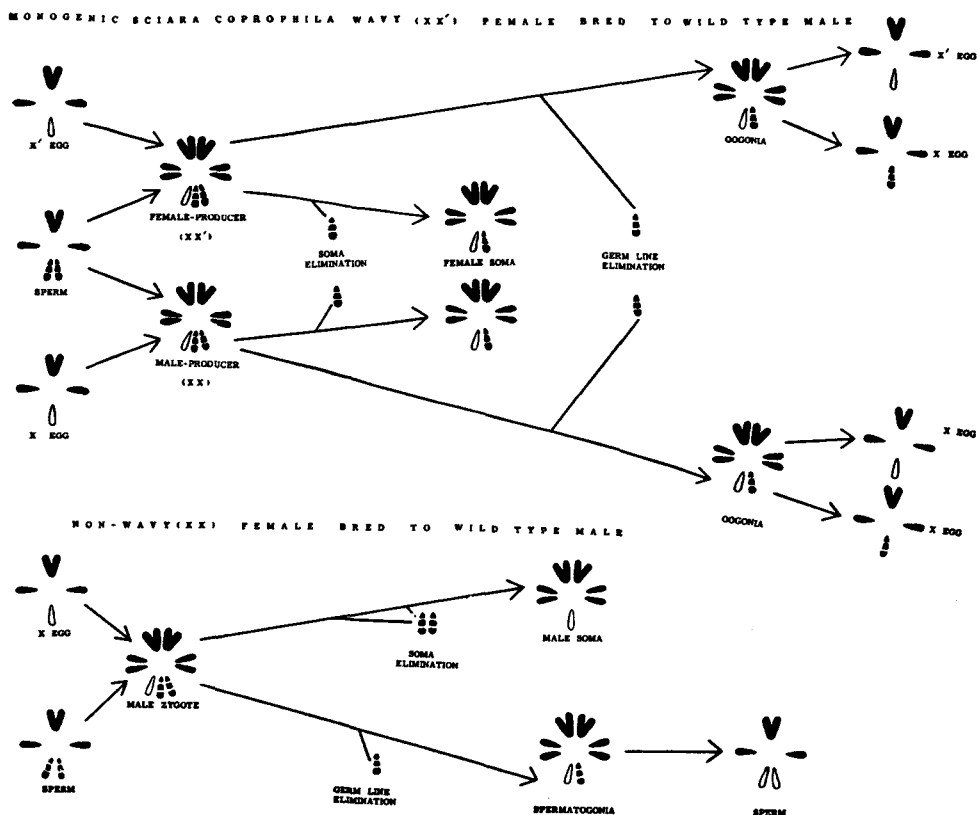 MONOGENIC SCIARA COPROPHILA WAVY (XX') FEMALE BRED TO WILD TYPE MALE
X' EGG
SPERM
X EGG
FEMALE-PRODUCER
(XX')
MALE-PRODUCER
(XX)
SOMA
ELIMINATION
FEMALE SOMA
GERM LINE
ELIMINATION
OOGONIA
X' EGG
X EGG
OOGONIA
X EGG
X EGG
NON-WAVY(XX) FEMALE BRED TO WILD TYPE MALE
X EGG
SPERM
MALE ZYGOTE
SOMA
ELIMINATION
MALE SOMA
GERM LINE
ELIMINATION
SPERMATOGONIA
SPERM